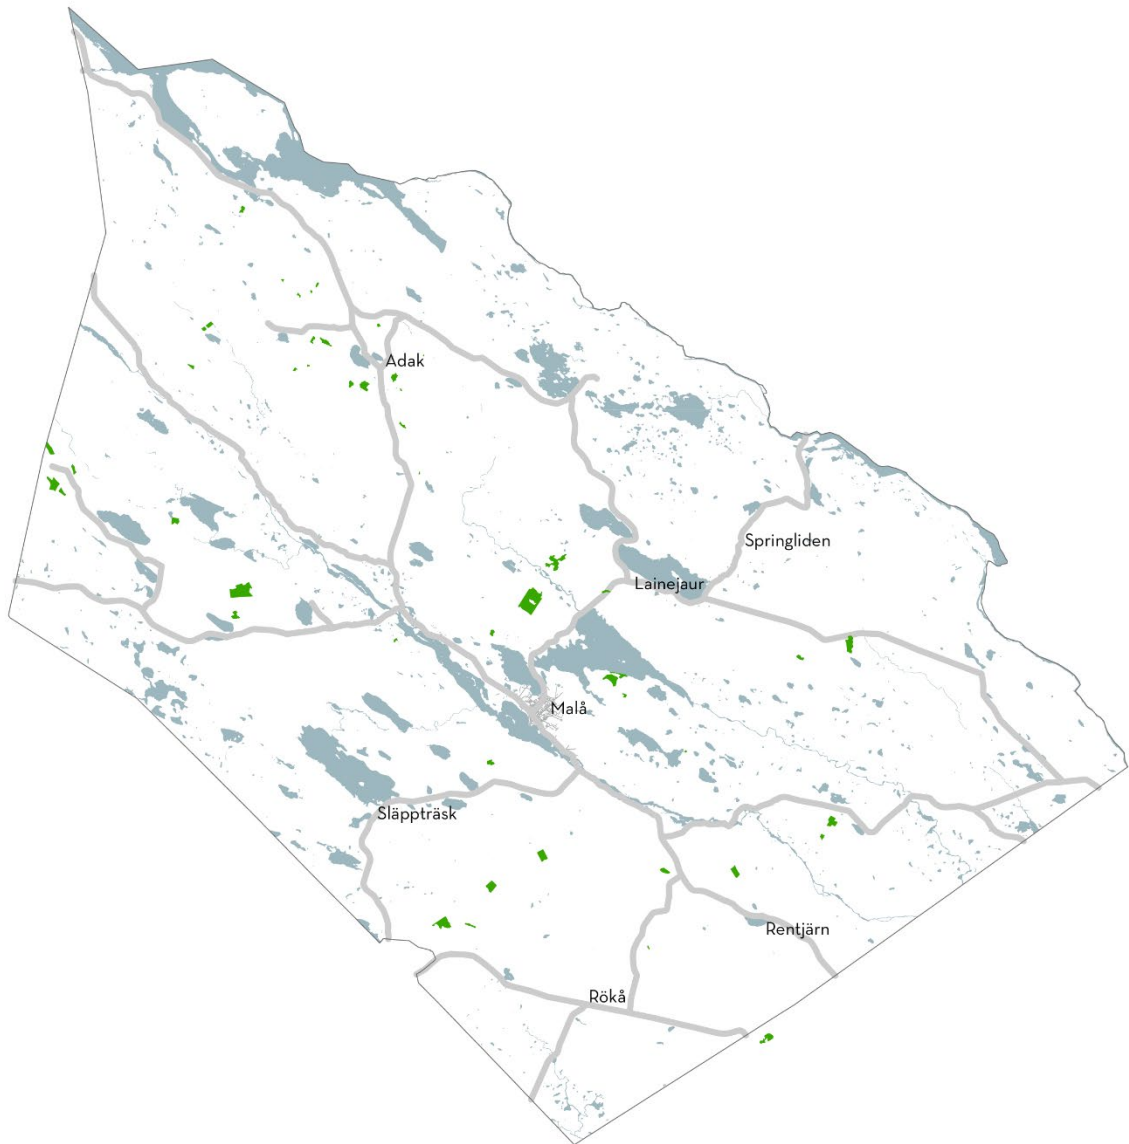 Adak
Springliden
Lainejaur
Malå
Släppträsk
Rentjärn
Rökå